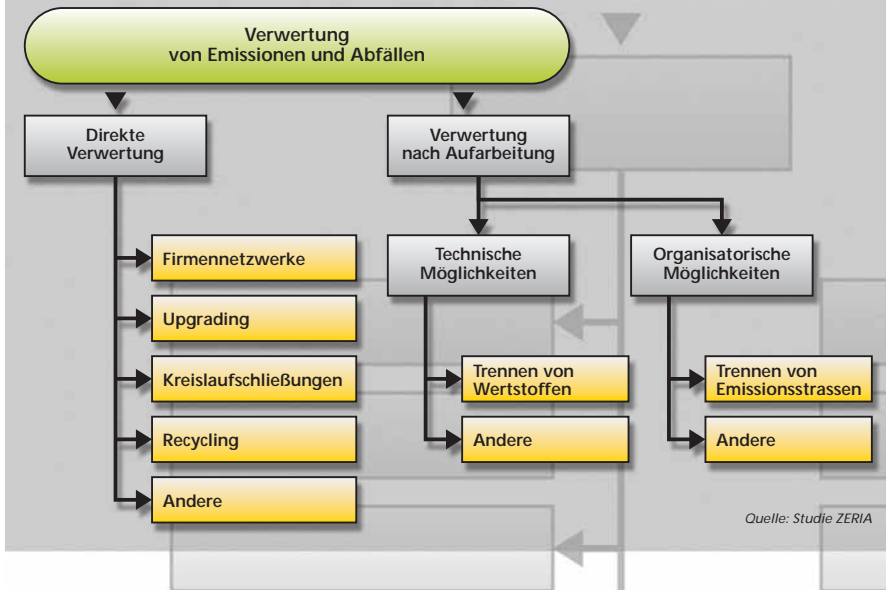 Verwertung
von Emissionen und Abfällen
Direkte
Verwertung
Verwertung
nach Aufarbeitung
Firmennetzwerke
Upgrading
Kreislaufschließungen
Recycling
Andere
Technische
Möglichkeiten
Trennen von
Wertstoffen
Andere
Organisatorische
Möglichkeiten
Trennen von
Emissionsstrassen
Andere
Quelle: Studie ZERIA